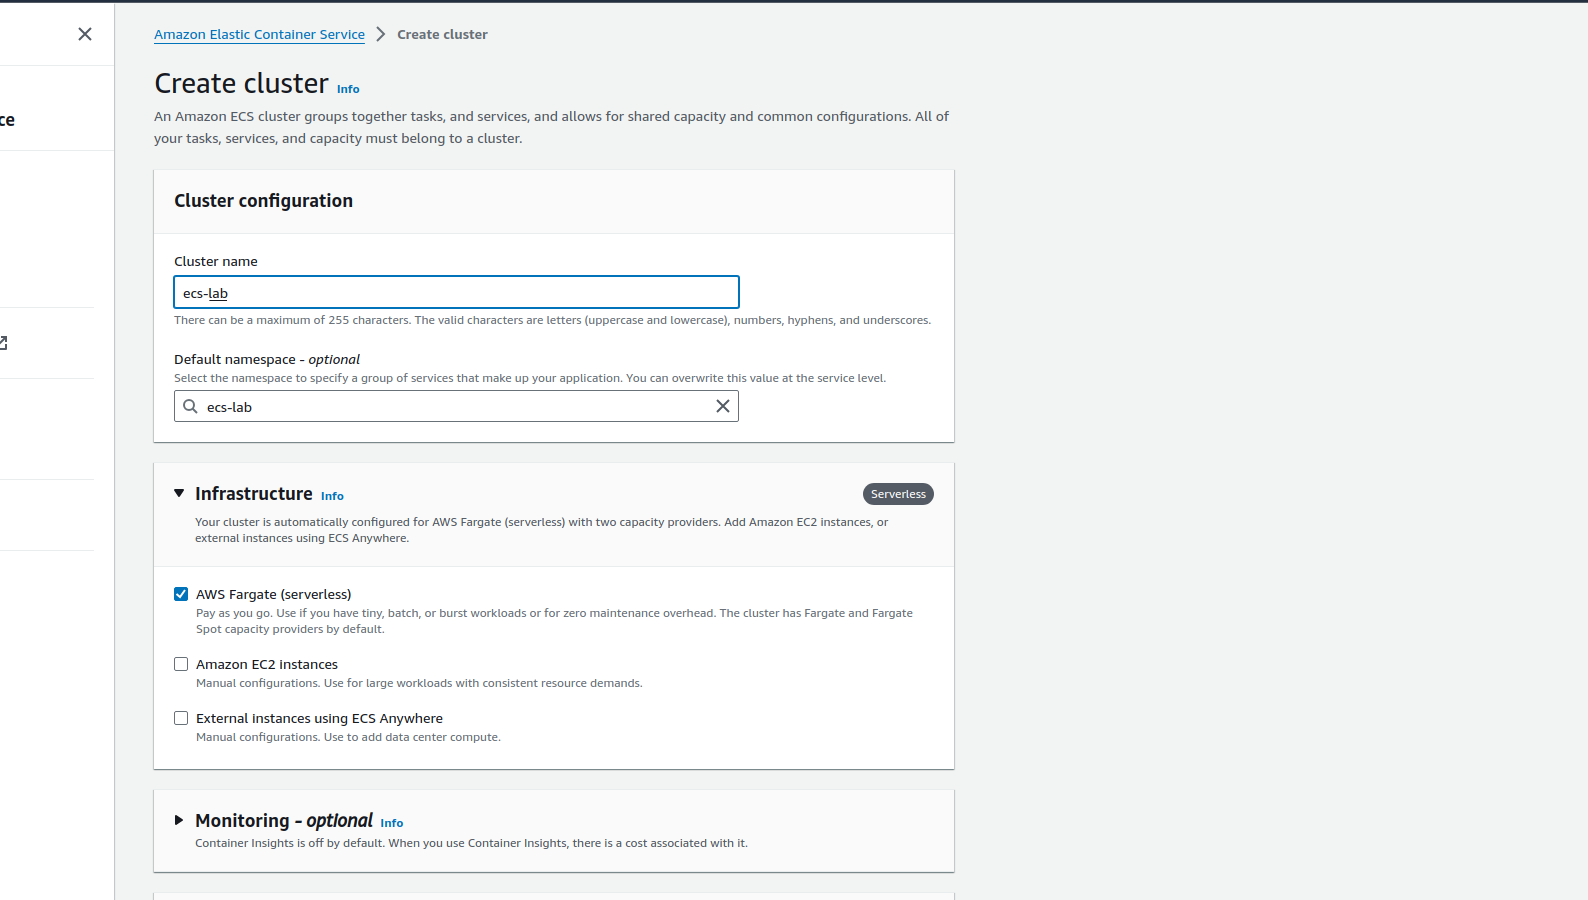 Amazon Elastic Container Service > Create cluster
Create cluster Info
ce
An Amazon ECS cluster groups together tasks, and services, and allows for shared capacity and common configurations. All of
your tasks, services, and capacity must belong to a cluster.
Cluster configuration
Cluster name
ecs-lab
There can be a maximum of 255 characters. The valid characters are letters (uppercase and lowercase), numbers, hyphens, and underscores.
Default namespace - optional
Select the namespace to specify a group of services that make up your application. You can overwrite this value at the service level.
ecs-lab
Infrastructure Info
Serverless
Your cluster is automatically configured for AWS Fargate (serverless) with two capacity providers. Add Amazon EC2 instances, or
external instances using ECS Anywhere.
AWS Fargate (serverless)
Pay as you go. Use if you have tiny, batch, or burst workloads or for zero maintenance overhead. The cluster has Fargate and Fargate
Spot capacity providers by default.
Amazon EC2 instances
Manual configurations. Use for large workloads with consistent resource demands.
External instances using ECS Anywhere
Manual configurations. Use to add data center compute.
Monitoring - optional Info
Container Insights is off by default. When you use Container Insights, there is a cost associated with it.